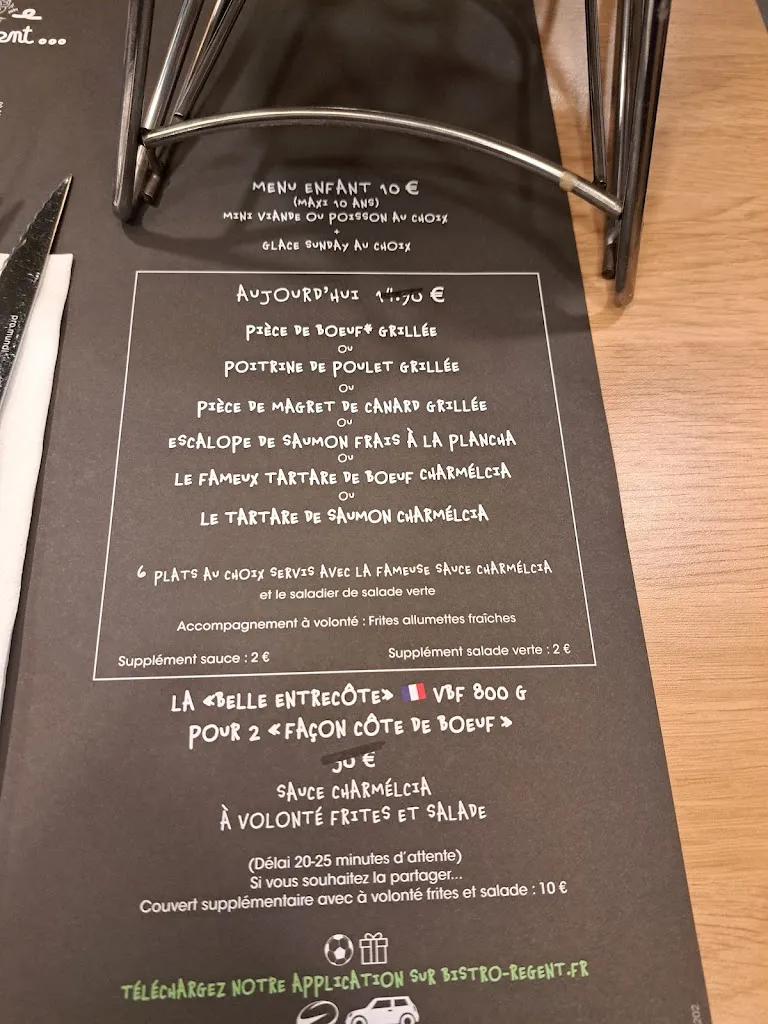 ent...
MENU ENFANT 10 €
(MAXI 10 ANS)
MINI VIANDE OU POISSON AU CHOIX
+
GLACE SUNDAY AU CHOIX
AUJOURD'HUI €
PIÈCE DE BOEUF* GRILLÉE
OU
POITRINE DE POULET GRILLÉE
OU
PIÈCE DE MAGRET DE CANARD GRILLÉE
OU
ESCALOPE DE SAUMON FRAIS À LA PLANCHA
OU
LE FAMEUX TARTARE DE BOEUF CHARMÉLCIA
OU
LE TARTARE DE SAUMON CHARMÉLCIA
6 PLATS AU CHOIX SERVIS AVEC LA FAMEUSE SAUCE CHARMÉLCIA
et le saladier de salade verte
Accompagnement à volonté : Frites allumettes fraîches
Supplément sauce : 2 € Supplément salade verte : 2 €
LA «BELLE ENTRECÔTE» VBF 800 G
POUR 2 «FAÇON CÔTE DE BOEUF»
€
SAUCE CHARMÉLCIA
À VOLONTÉ FRITES ET SALADE
(Délai 20-25 minutes d'attente)
Si vous souhaitez la partager...
Couvert supplémentaire avec à volonté frites et salade : 10 €
TÉLÉCHARGEZ NOTRE APPLICATION SUR BISTRO-REGENT.FR